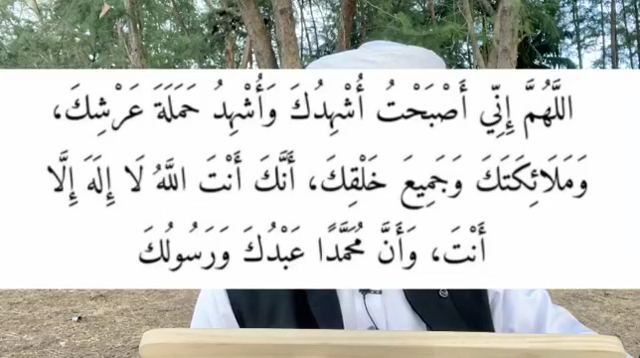 اللَّهُمَّ إِنِّي أَصْبَحْتُ أُشْهِدُكَ وَأُشْهِدُ حَمَلَةَ عَرْشِكَ،
وَمَلَائِكَتَكَ وَجَمِيعَ خَلْقِكَ، أَنَّكَ أَنْتَ اللَّهُ لَا إِلَهَ إِلَّا
أَنْتَ، وَأَنَّ مُحَمَّدًا عَبْدُكَ وَرَسُولُكَ